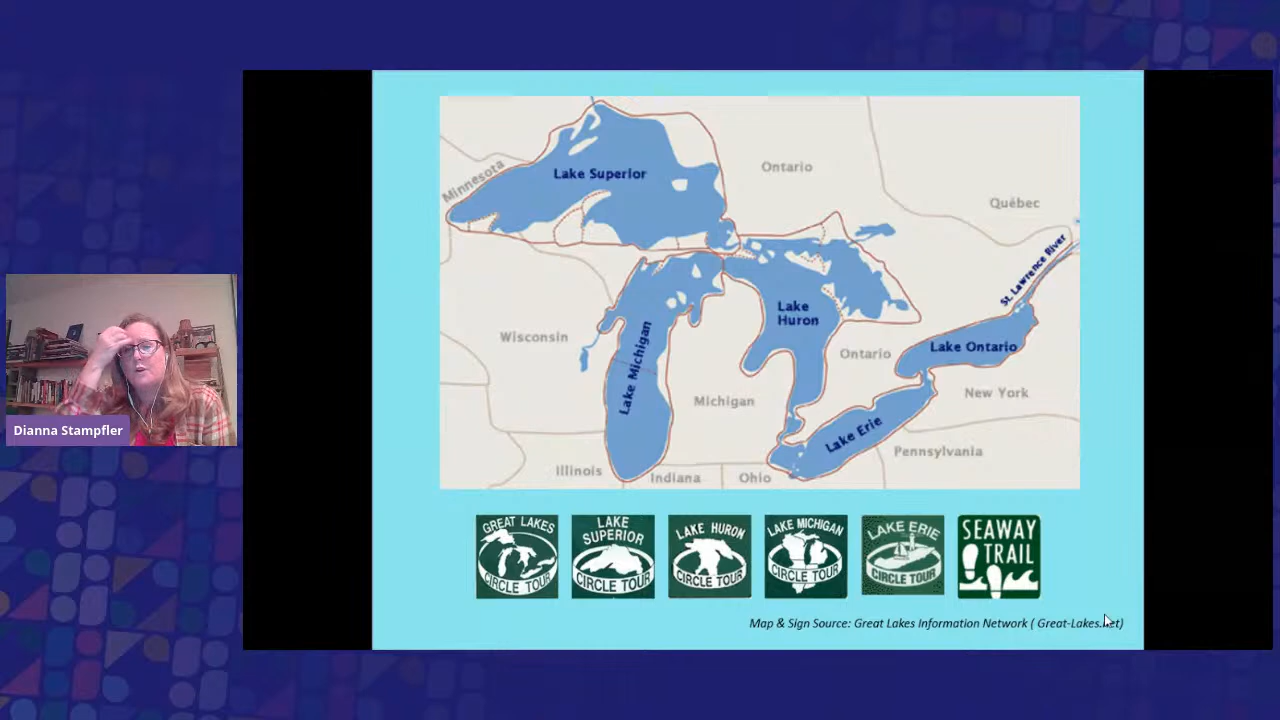 Minnesota
Lake Superior
Ontario
Québec
St. Lawrence River
Wisconsin
Lake Michigan
Lake
Huron
Lake Ontario
Ontario
Michigan
New York
Lake Erie
Pennsylvania
Illinois
Indiana
Ohio
Dianna Stampfler
GREAT LAKES
CIRCLE TOUR
LAKE
SUPERIOR
CIRCLE TOUR
LAKE HURON
CIRCLE TOUR
LAKE MICHIGAN
CIRCLE TOUR
LAKE ERIE
CIRCLE TOUR
SEAWAY
TRAIL
Map & Sign Source: Great Lakes Information Network ( Great-Lakes.net)